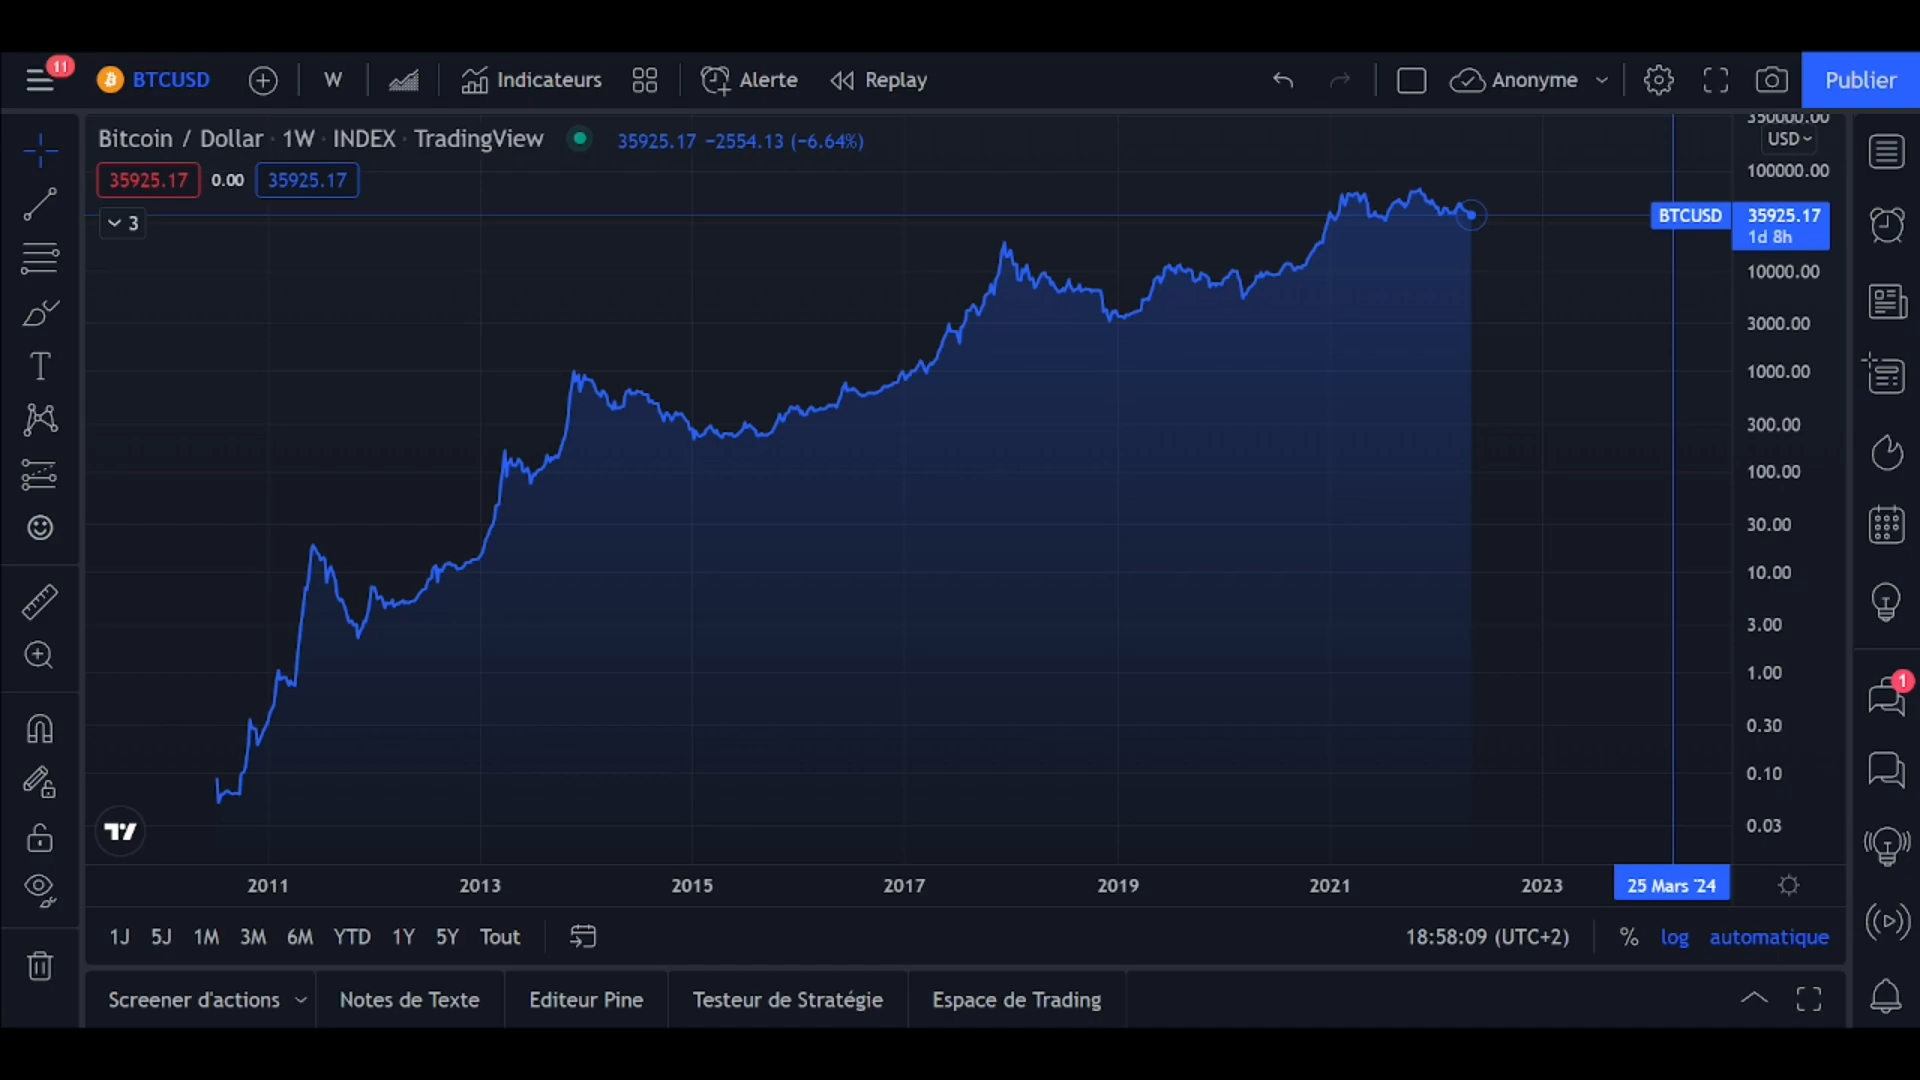 11
BTCUSD
W
Indicateurs
Alerte
Replay
Anonyme
Publier
Bitcoin / Dollar · 1W · INDEX · TradingView
35925.17 −2554.13 (−6.64%)
35925.17 0.00 35925.17
3
350000.00
USD
100000.00
BTCUSD 35925.17
1d 8h
10000.00
3000.00
1000.00
300.00
100.00
30.00
10.00
3.00
1.00
0.30
0.10
0.03
1
2011 2013 2015 2017 2019 2021 2023 25 Mars '24
1J 5J 1M 3M 6M YTD 1Y 5Y Tout
18:58:09 (UTC+2) % log automatique
Screener d'actions Notes de Texte Editeur Pine Testeur de Stratégie Espace de Trading